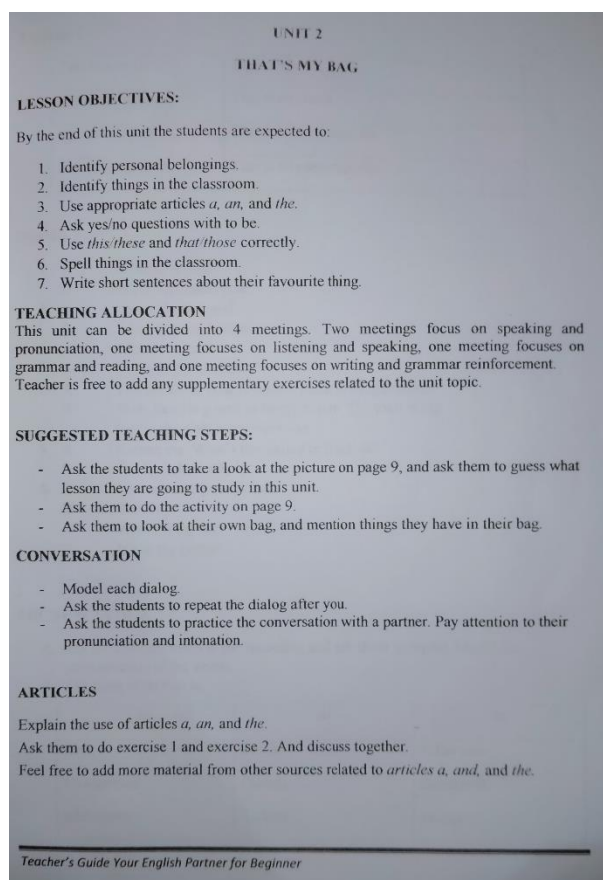 UNIT 2
THAT'S MY BAG
LESSON OBJECTIVES:
By the end of this unit the students are expected to:
1. Identify personal belongings.
2. Identify things in the classroom.
3. Use appropriate articles a, an, and the.
4. Ask yes/no questions with to be.
5. Use this/these and that/those correctly.
6. Spell things in the classroom.
7. Write short sentences about their favourite thing.
TEACHING ALLOCATION
This unit can be divided into 4 meetings. Two meetings focus on speaking and
pronunciation, one meeting focuses on listening and speaking, one meeting focuses on
grammar and reading, and one meeting focuses on writing and grammar reinforcement.
Teacher is free to add any supplementary exercises related to the unit topic.
SUGGESTED TEACHING STEPS:
- Ask the students to take a look at the picture on page 9, and ask them to guess what
lesson they are going to study in this unit.
- Ask them to do the activity on page 9.
- Ask them to look at their own bag, and mention things they have in their bag.
CONVERSATION
- Model each dialog.
- Ask the students to repeat the dialog after you.
- Ask the students to practice the conversation with a partner. Pay attention to their
pronunciation and intonation.
ARTICLES
Explain the use of articles a, an, and the.
Ask them to do exercise 1 and exercise 2. And discuss together.
Feel free to add more material from other sources related to articles a, and, and the.
Teacher's Guide Your English Partner for Beginner